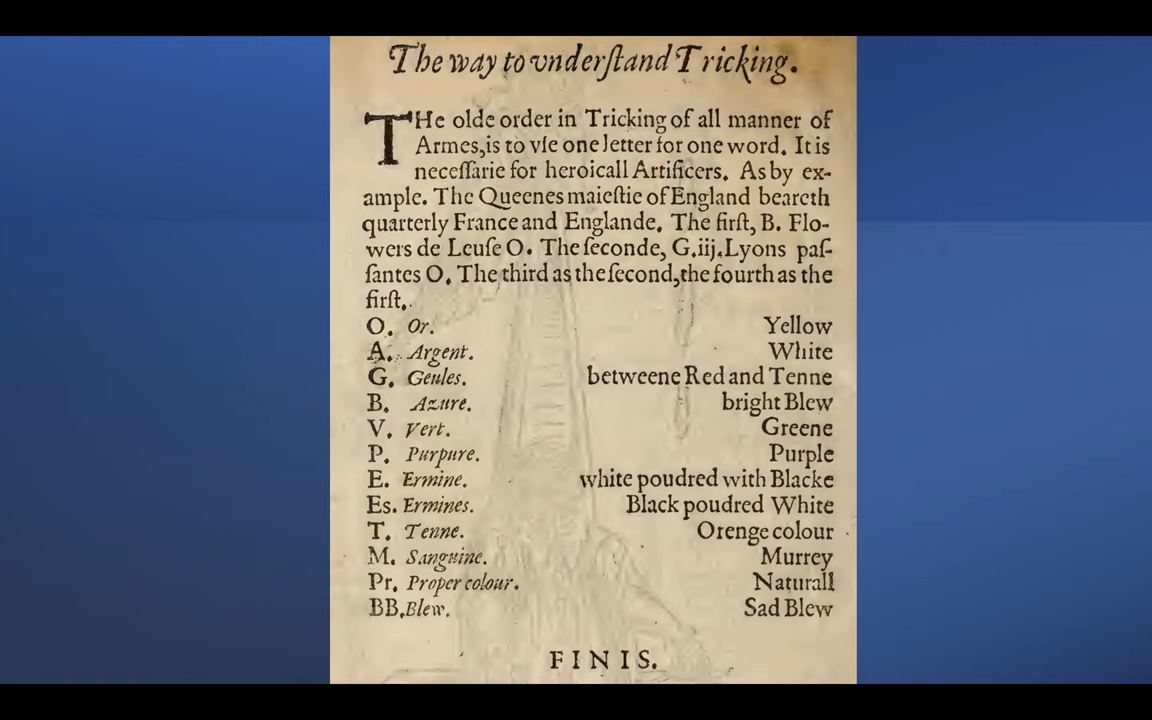 The way to vnderſtand Tricking.
THe olde order in Tricking of all manner of
Armes,is to vſe one letter for one word. It is
neceſſarie for heroicall Artificers. As by ex-
ample. The Queenes maieſtie of England beareth
quarterly France and Englande. The firſt, B. Flo-
wers de Leuſe O. The ſeconde, G.iij.Lyons paſ-
ſantes O. The third as the ſecond,the fourth as the
firſt.
O. Or. Yellow
A. Argent. White
G. Geules. betweene Red and Tenne
B. Azure. bright Blew
V. Vert. Greene
P. Purpure. Purple
E. Ermine. white poudred with Blacke
Es. Ermines. Black poudred White
T. Tenne. Orenge colour
M. Sanguine. Murrey
Pr. Proper colour. Naturall
BB.Blew. Sad Blew
FINIS.